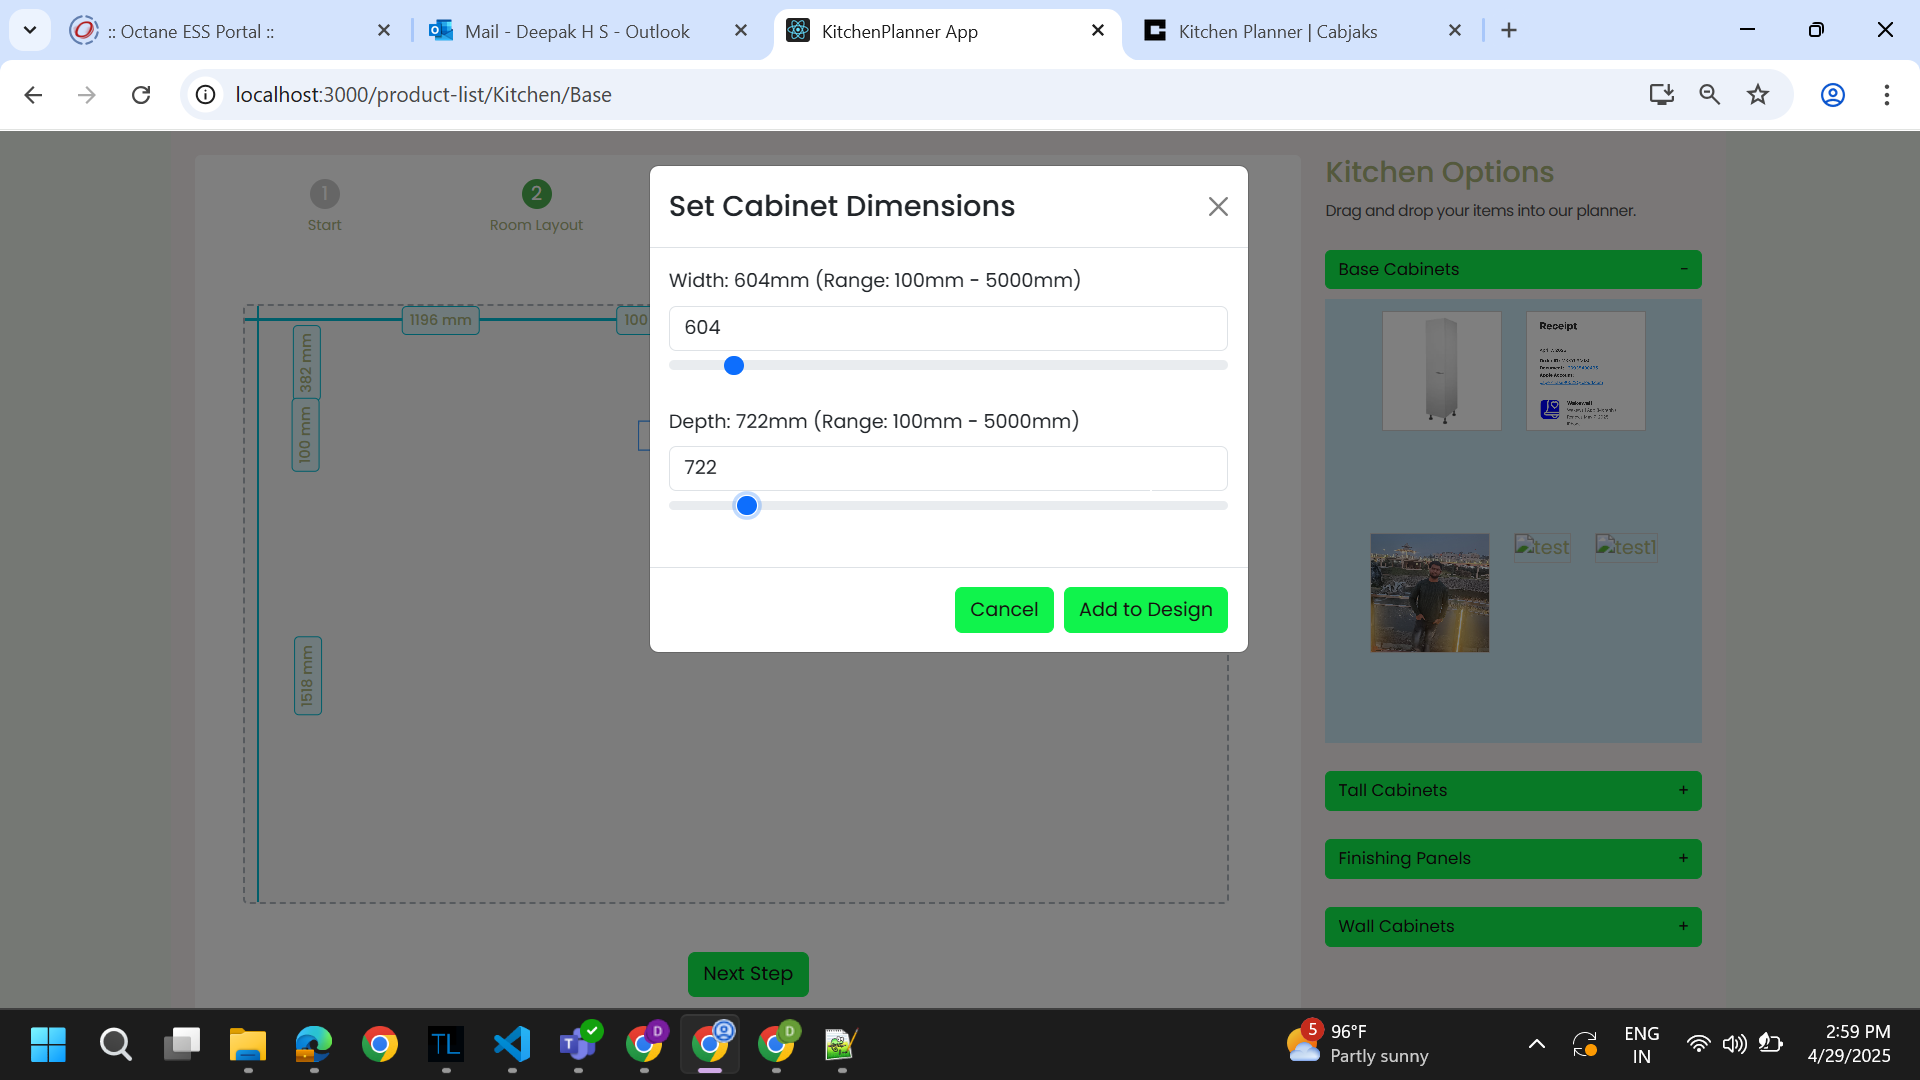 :: Octane ESS Portal ::
Mail - Deepak H S - Outlook
KitchenPlanner App
Kitchen Planner | Cabjaks
localhost:3000/product-list/Kitchen/Base
1
Start
2
Room Layout
1196 mm
100
382 mm
100 mm
1518 mm
Set Cabinet Dimensions
Width: 604mm (Range: 100mm - 5000mm)
604
Depth: 722mm (Range: 100mm - 5000mm)
722
Cancel
Add to Design
Next Step
Kitchen Options
Drag and drop your items into our planner.
Base Cabinets -
Receipt
Apple Account:
Wakewell
test
test1
Tall Cabinets +
Finishing Panels +
Wall Cabinets +
TL
D
D
5
96°F
Partly sunny
ENG
IN
2:59 PM
4/29/2025